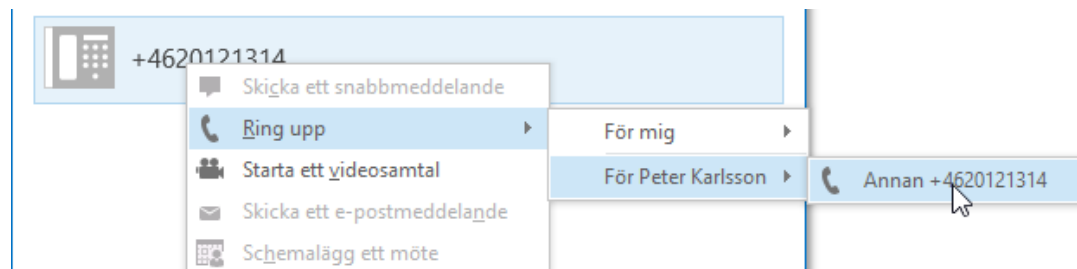 +4620121314
Skicka ett snabbmeddelande
Ring upp
För mig
Starta ett videosamtal
För Peter Karlsson
Annan +4620121314
Skicka ett e-postmeddelande
Schemalägg ett möte